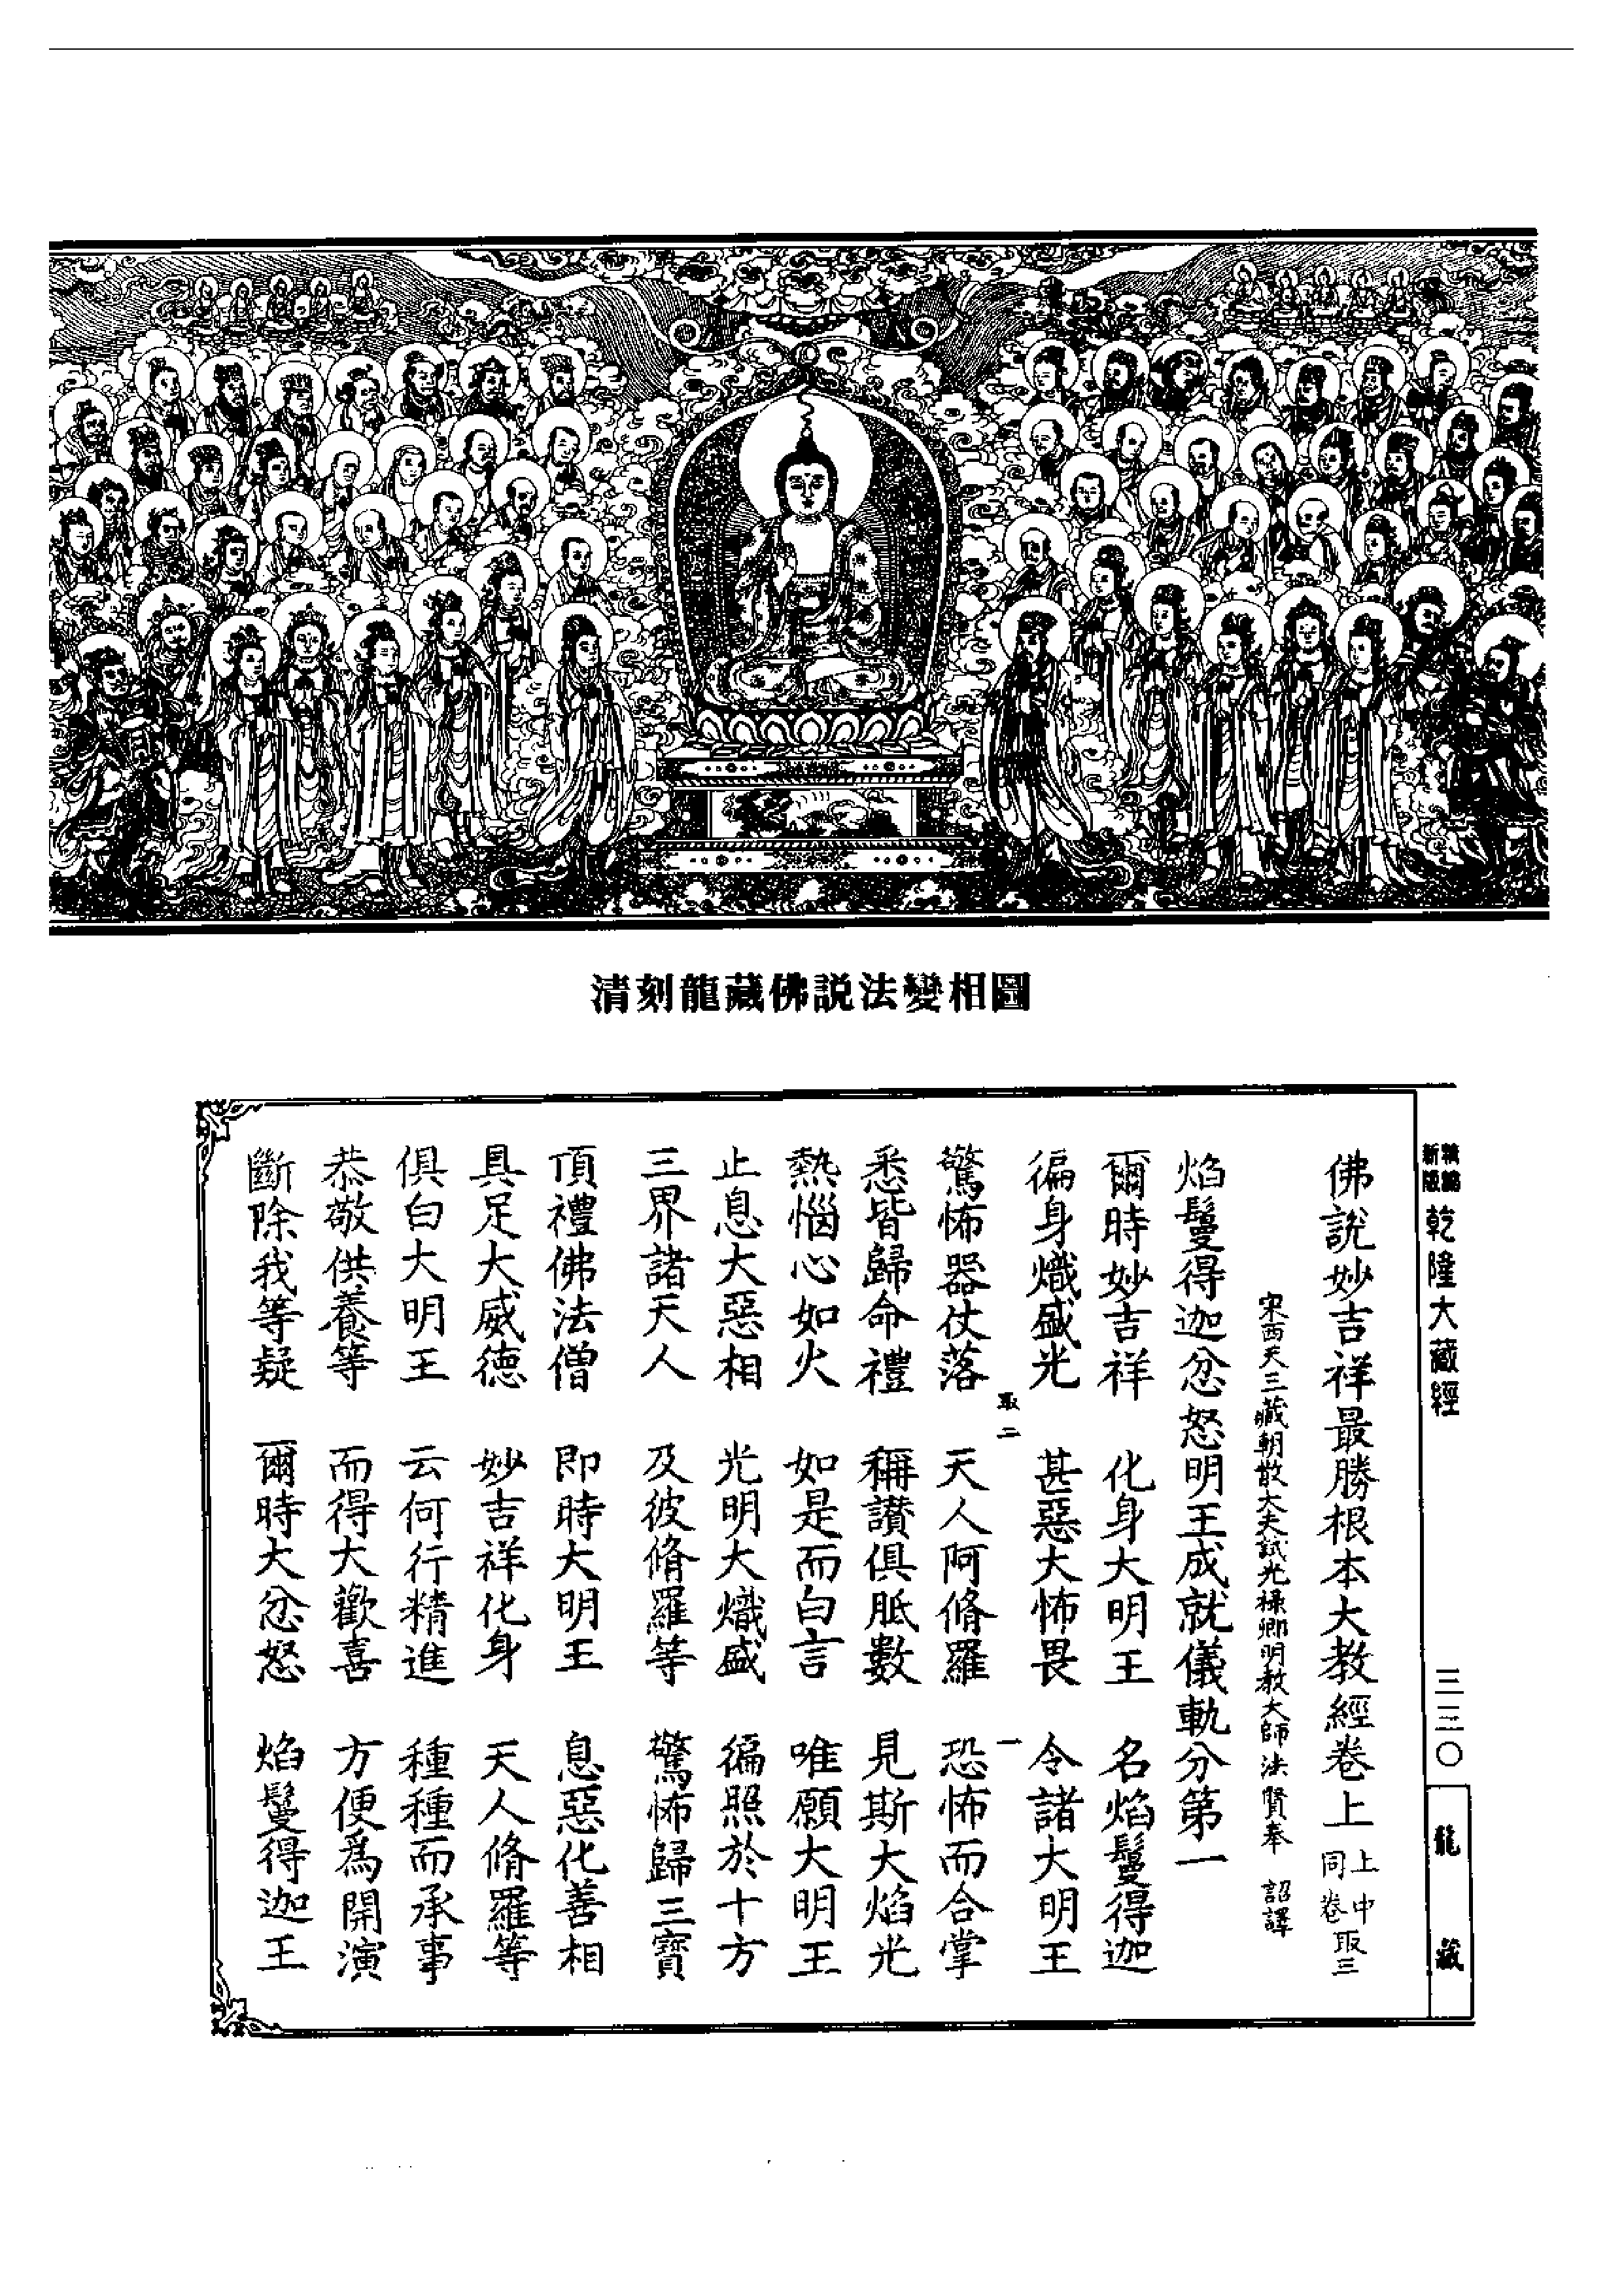 清刻龍藏佛説法變相圖
新編縮版
乾隆大藏經
三三〇
龍藏
佛說妙吉祥最勝根本大教經卷上 上中同卷 取三
宋西天三藏朝散大夫試光祿卿明教大師法賢奉 詔譯
焰鬘得迦忿怒明王成就儀軌分第一
爾時妙吉祥 化身大明王 名焰鬘得迦
徧身熾盛光 甚惡大怖畏 令諸大明王
取二 一
驚怖器仗落 天人阿脩羅 恐怖而合掌
悉皆歸命禮 稱讃俱胝數 見斯大焰光
熱惱心如火 如是而白言 唯願大明王
止息大惡相 光明大熾盛 徧照於十方
三界諸天人 及彼脩羅等 驚怖歸三寶
頂禮佛法僧 即時大明王 息惡化善相
具足大威德 妙吉祥化身 天人脩羅等
俱白大明王 云何行精進 種種而承事
恭敬供養等 而得大歡喜 方便爲開演
斷除我等疑 爾時大忿怒 焰鬘得迦王